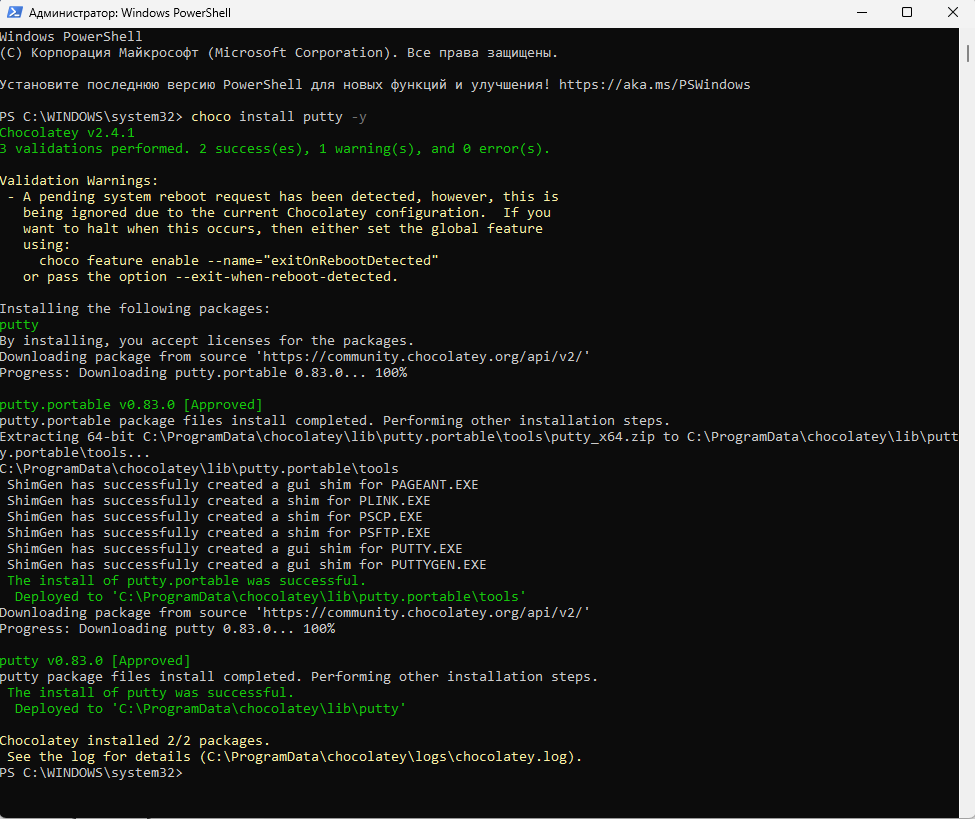 Администратор: Windows PowerShell
Windows PowerShell
(C) Корпорация Майкрософт (Microsoft Corporation). Все права защищены.
Установите последнюю версию PowerShell для новых функций и улучшения! https://aka.ms/PSWindows
PS C:\WINDOWS\system32> choco install putty -y
Chocolatey v2.4.1
3 validations performed. 2 success(es), 1 warning(s), and 0 error(s).
Validation Warnings:
 - A pending system reboot request has been detected, however, this is
   being ignored due to the current Chocolatey configuration.  If you
   want to halt when this occurs, then either set the global feature
   using:
     choco feature enable --name="exitOnRebootDetected"
   or pass the option --exit-when-reboot-detected.
Installing the following packages:
putty
By installing, you accept licenses for the packages.
Downloading package from source 'https://community.chocolatey.org/api/v2/'
Progress: Downloading putty.portable 0.83.0... 100%
putty.portable v0.83.0 [Approved]
putty.portable package files install completed. Performing other installation steps.
Extracting 64-bit C:\ProgramData\chocolatey\lib\putty.portable\tools\putty_x64.zip to C:\ProgramData\chocolatey\lib\putt
y.portable\tools...
C:\ProgramData\chocolatey\lib\putty.portable\tools
 ShimGen has successfully created a gui shim for PAGEANT.EXE
 ShimGen has successfully created a shim for PLINK.EXE
 ShimGen has successfully created a shim for PSCP.EXE
 ShimGen has successfully created a shim for PSFTP.EXE
 ShimGen has successfully created a gui shim for PUTTY.EXE
 ShimGen has successfully created a gui shim for PUTTYGEN.EXE
 The install of putty.portable was successful.
  Deployed to 'C:\ProgramData\chocolatey\lib\putty.portable\tools'
Downloading package from source 'https://community.chocolatey.org/api/v2/'
Progress: Downloading putty 0.83.0... 100%
putty v0.83.0 [Approved]
putty package files install completed. Performing other installation steps.
 The install of putty was successful.
  Deployed to 'C:\ProgramData\chocolatey\lib\putty'
Chocolatey installed 2/2 packages.
 See the log for details (C:\ProgramData\chocolatey\logs\chocolatey.log).
PS C:\WINDOWS\system32>